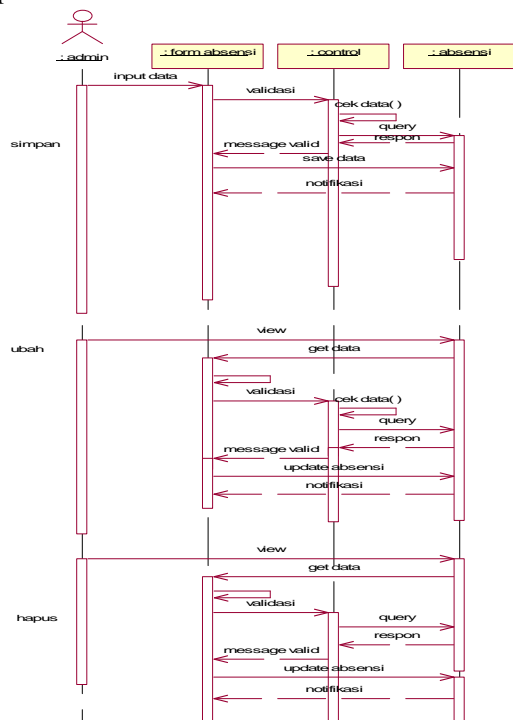 : admin
: form absensi
: control
: absensi
input data
validasi
cek data( )
query
respon
simpan
message valid
save data
notifikasi
view
ubah
get data
validasi
cek data( )
query
respon
message valid
update absensi
notifikasi
view
get data
validasi
hapus
query
respon
message valid
update absensi
notifikasi